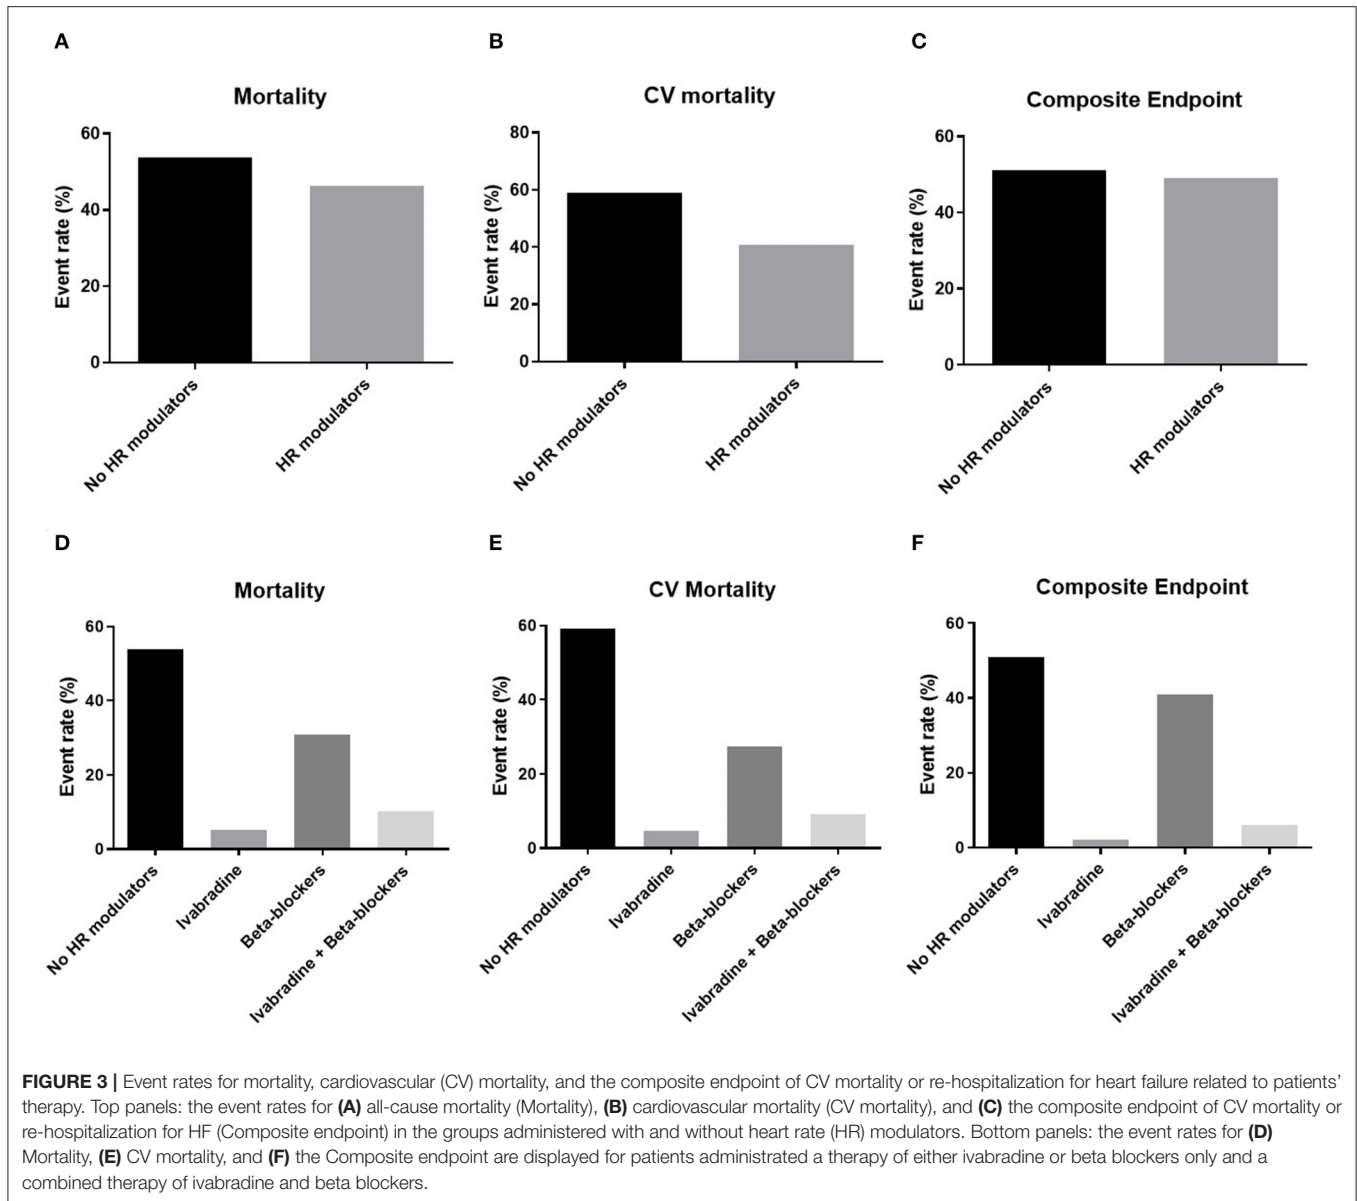 A
B
C
Mortality
CV mortality
Composite Endpoint
Event rate (%)
60
40
20
0
No HR modulators
HR modulators
Event rate (%)
80
60
40
20
0
No HR modulators
HR modulators
Event rate (%)
60
40
20
0
No HR modulators
HR modulators
D
E
F
Mortality
CV Mortality
Composite Endpoint
Event rate (%)
60
40
20
0
No HR modulators
Ivabradine
Beta-blockers
Ivabradine + Beta-blockers
Event rate (%)
60
40
20
0
No HR modulators
Ivabradine
Beta-blockers
Ivabradine + Beta-blockers
Event rate (%)
60
40
20
0
No HR modulators
Ivabradine
Beta-blockers
Ivabradine + Beta-blockers
FIGURE 3 | Event rates for mortality, cardiovascular (CV) mortality, and the composite endpoint of CV mortality or re-hospitalization for heart failure related to patients’
therapy. Top panels: the event rates for (A) all-cause mortality (Mortality), (B) cardiovascular mortality (CV mortality), and (C) the composite endpoint of CV mortality or
re-hospitalization for HF (Composite endpoint) in the groups administered with and without heart rate (HR) modulators. Bottom panels: the event rates for (D)
Mortality, (E) CV mortality, and (F) the Composite endpoint are displayed for patients administrated a therapy of either ivabradine or beta blockers only and a
combined therapy of ivabradine and beta blockers.